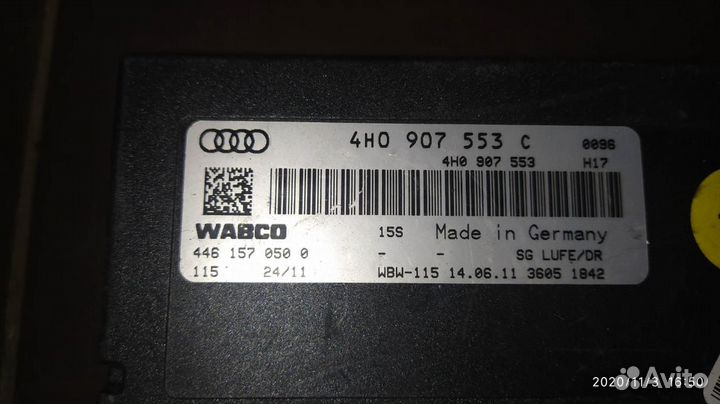 4H0 907 553 C 0096
4H0 907 553 H17
WABCO 15S Made in Germany
446 157 050 0 - - SG LUFE/DR
115 24/11 WBW-115 14.06.11 3605 1842
2020/11/3 16:50
Avito